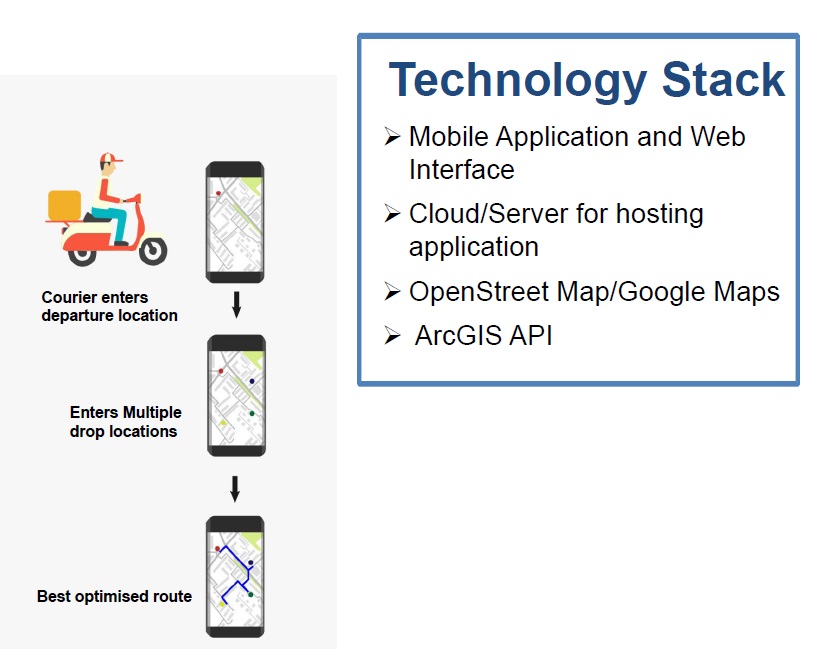 Technology Stack
➢ Mobile Application and Web
Interface
➢ Cloud/Server for hosting
application
➢ OpenStreet Map/Google Maps
➢ ArcGIS API
Courier enters
departure location
Enters Multiple
drop locations
Best optimised route